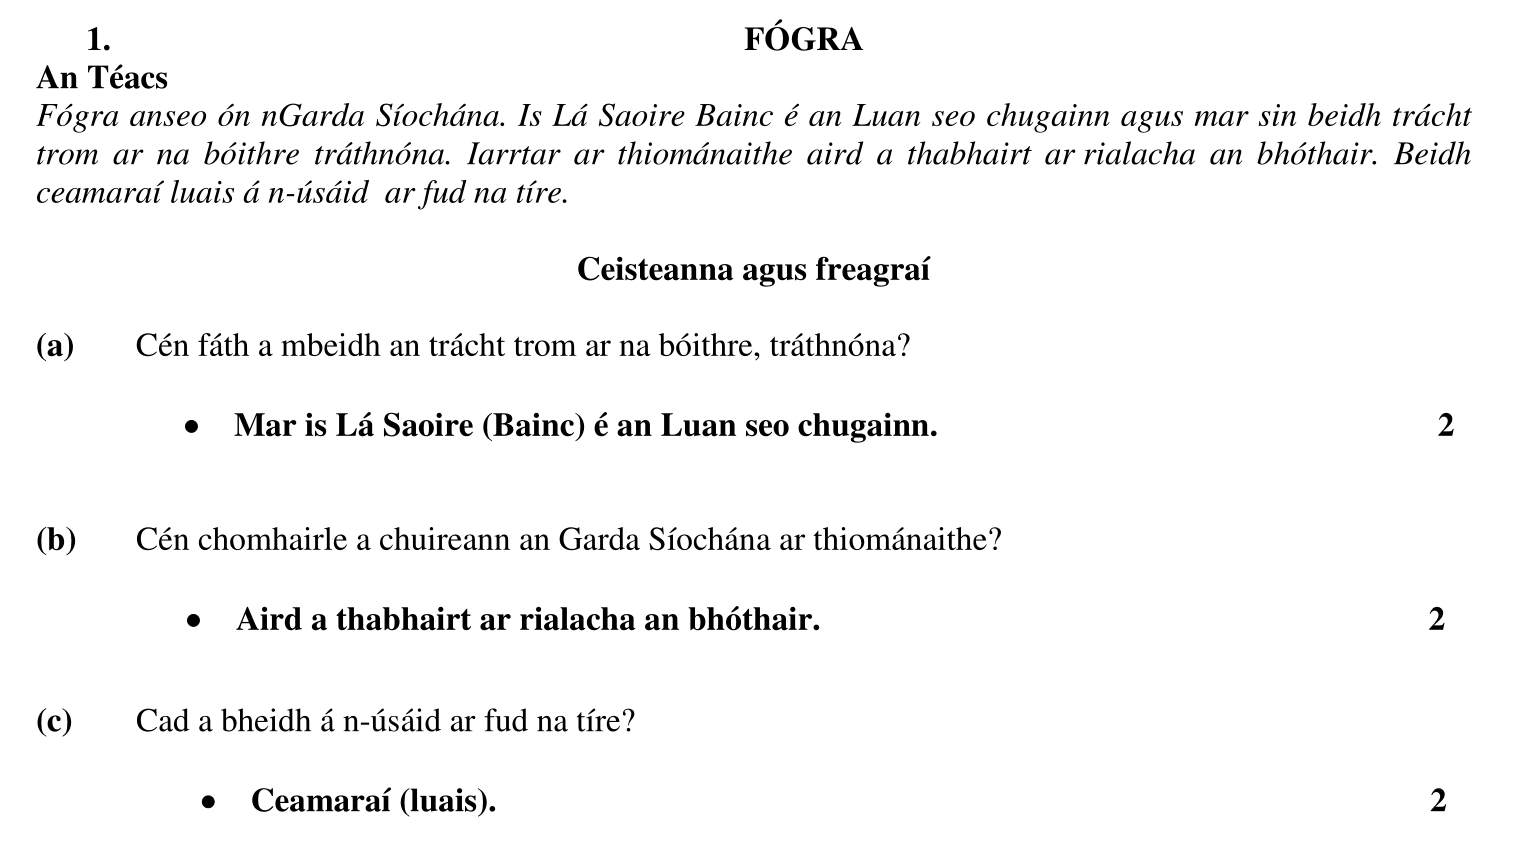 1. FÓGRA
An Téacs
Fógra anseo ón nGarda Síochána. Is Lá Saoire Bainc é an Luan seo chugainn agus mar sin beidh trácht
trom ar na bóithre tráthnóna. Iarrtar ar thiománaithe aird a thabhairt ar rialacha an bhóthair. Beidh
ceamaraí luais á n-úsáid ar fud na tíre.
Ceisteanna agus freagraí
(a) Cén fáth a mbeidh an trácht trom ar na bóithre, tráthnóna?
• Mar is Lá Saoire (Bainc) é an Luan seo chugainn. 2
(b) Cén chomhairle a chuireann an Garda Síochána ar thiománaithe?
• Aird a thabhairt ar rialacha an bhóthair. 2
(c) Cad a bheidh á n-úsáid ar fud na tíre?
• Ceamaraí (luais). 2